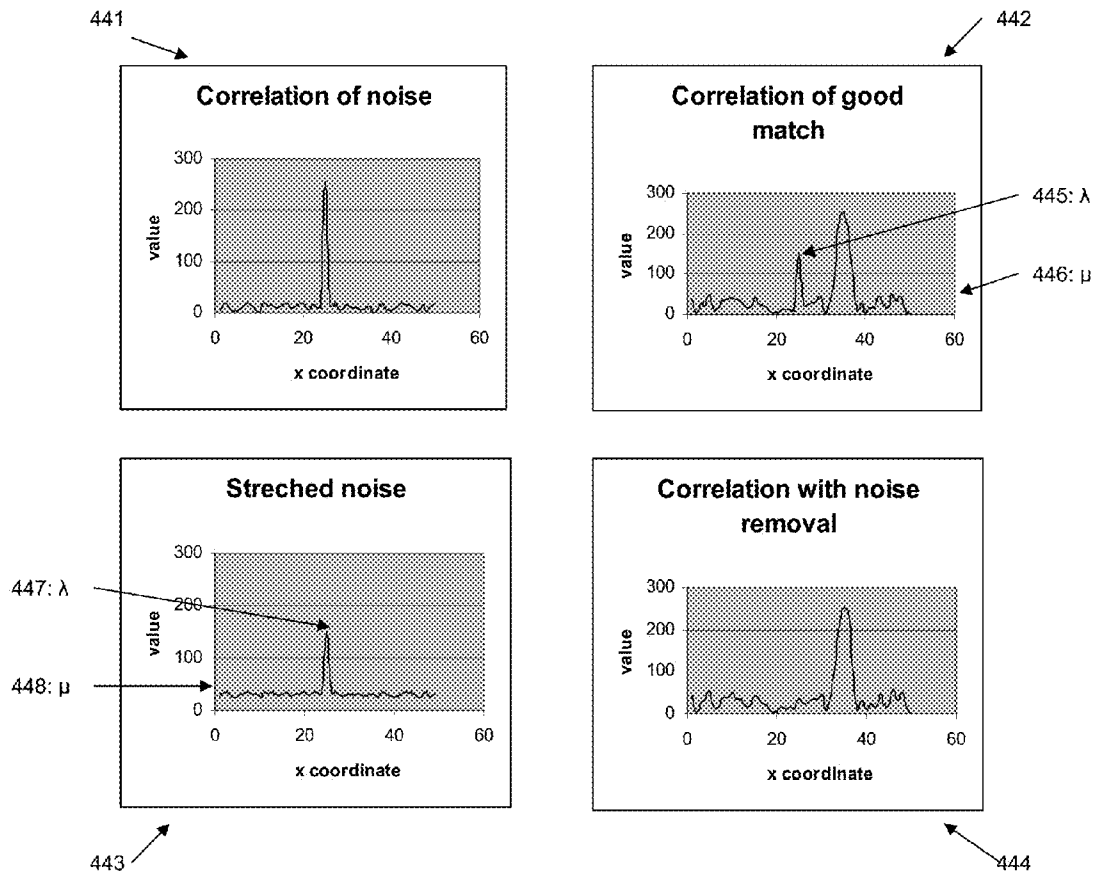 441
442
Correlation of noise
300
200
100
0
value
0 20 40 60
x coordinate
Correlation of good
match
300
200
100
0
value
0 20 40 60
x coordinate
445: λ
446: μ
Streched noise
300
200
100
0
value
0 20 40 60
x coordinate
447: λ
448: μ
Correlation with noise
removal
300
200
100
0
value
0 20 40 60
x coordinate
443
444